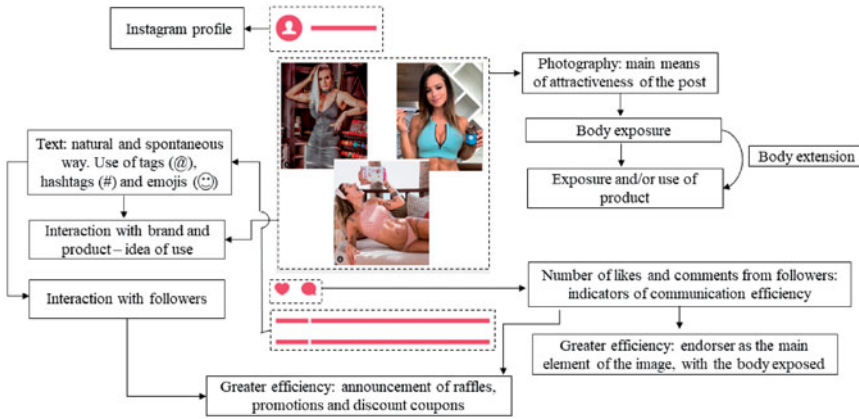 Instagram profile
Photography: main means
of attractiveness of the post
Body exposure
Body extension
Exposure and/or use of
product
Text: natural and spontaneous
way. Use of tags (@),
hashtags (#) and emojis (☺)
Interaction with brand and
product – idea of use
Interaction with followers
Number of likes and comments from followers:
indicators of communication efficiency
Greater efficiency: endorser as the main
element of the image, with the body exposed
Greater efficiency: announcement of raffles,
promotions and discount coupons